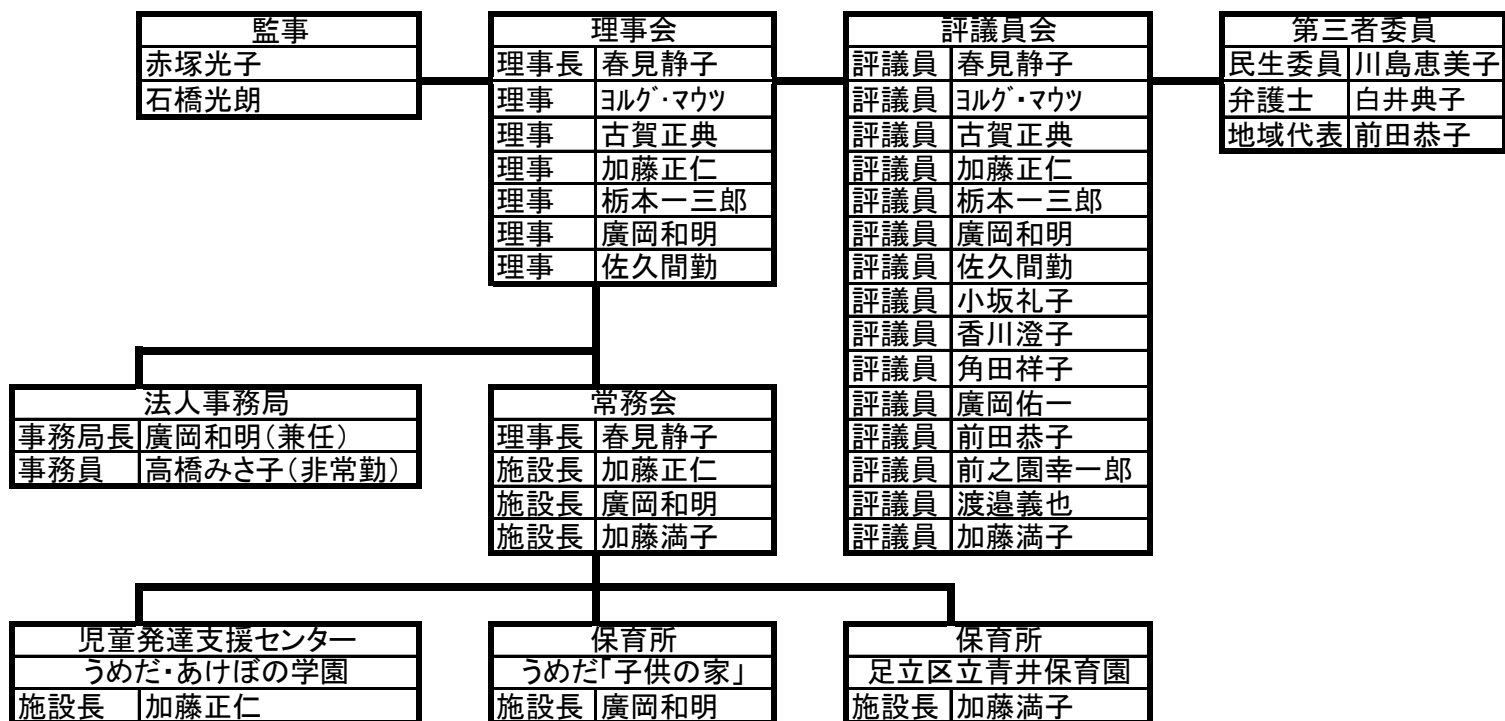 監事
赤塚光子
石橋光朗
理事会
理事長 春見静子
理事 ﾖﾙｸﾞ・ﾏｳﾂ
理事 古賀正典
理事 加藤正仁
理事 栃本一三郎
理事 廣岡和明
理事 佐久間勤
評議員会
評議員 春見静子
評議員 ﾖﾙｸﾞ・ﾏｳﾂ
評議員 古賀正典
評議員 加藤正仁
評議員 栃本一三郎
評議員 廣岡和明
評議員 佐久間勤
評議員 小坂礼子
評議員 香川澄子
評議員 角田祥子
評議員 廣岡佑一
評議員 前田恭子
評議員 前之園幸一郎
評議員 渡邉義也
評議員 加藤満子
第三者委員
民生委員 川島恵美子
弁護士 白井典子
地域代表 前田恭子
法人事務局
事務局長 廣岡和明(兼任)
事務員 高橋みさ子(非常勤)
常務会
理事長 春見静子
施設長 加藤正仁
施設長 廣岡和明
施設長 加藤満子
児童発達支援センター
うめだ・あけぼの学園
施設長 加藤正仁
保育所
うめだ「子供の家」
施設長 廣岡和明
保育所
足立区立青井保育園
施設長 加藤満子